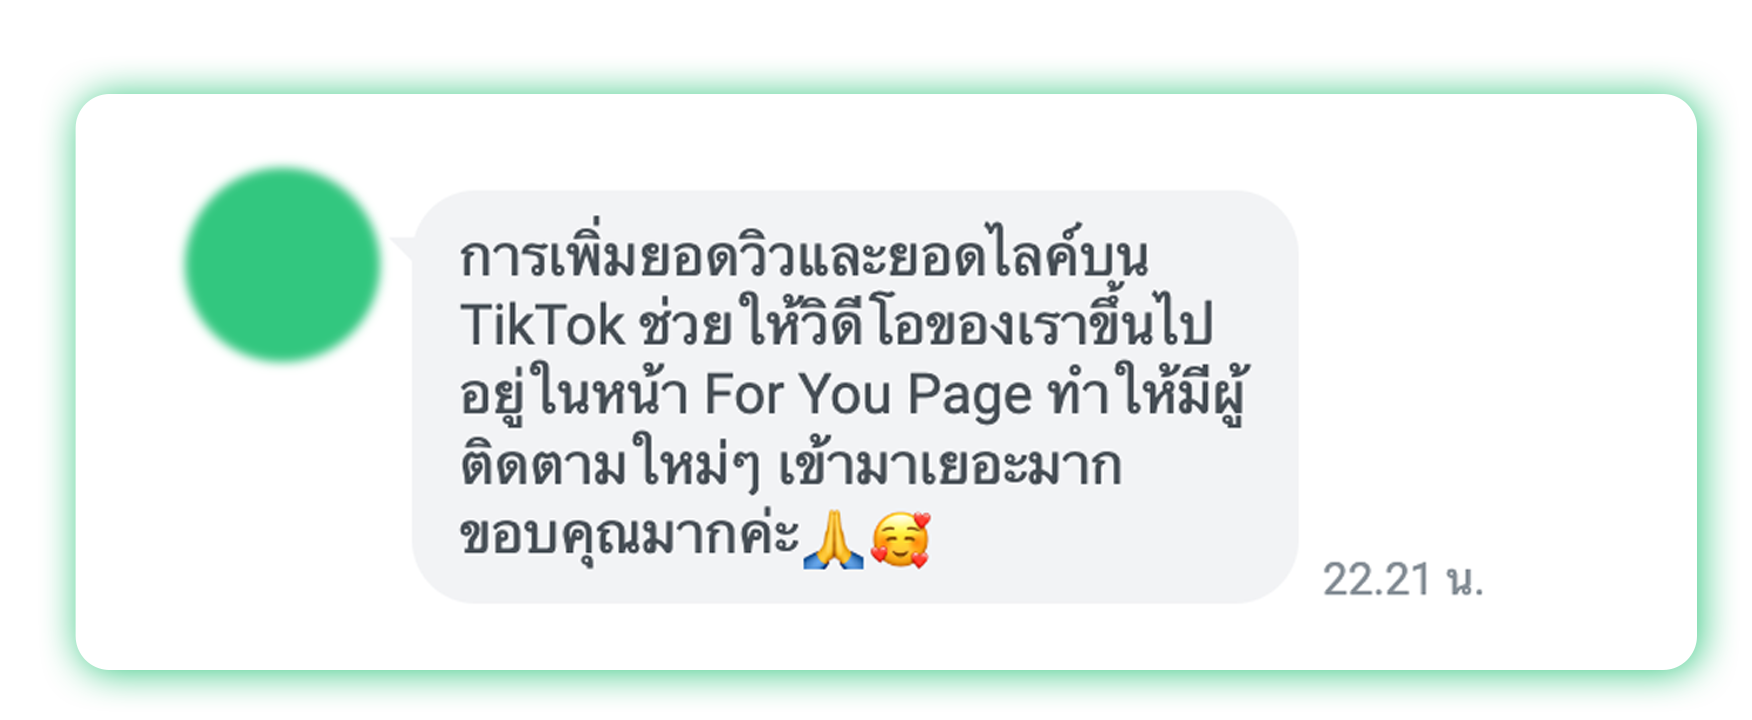 การเพิ่มยอดวิวและยอดไลค์บน
TikTok ช่วยให้วิดีโอของเราขึ้นไป
อยู่ในหน้า For You Page ทำให้มีผู้
ติดตามใหม่ๆ เข้ามาเยอะมาก
ขอบคุณมากค่ะ🙏🥰
22.21 น.